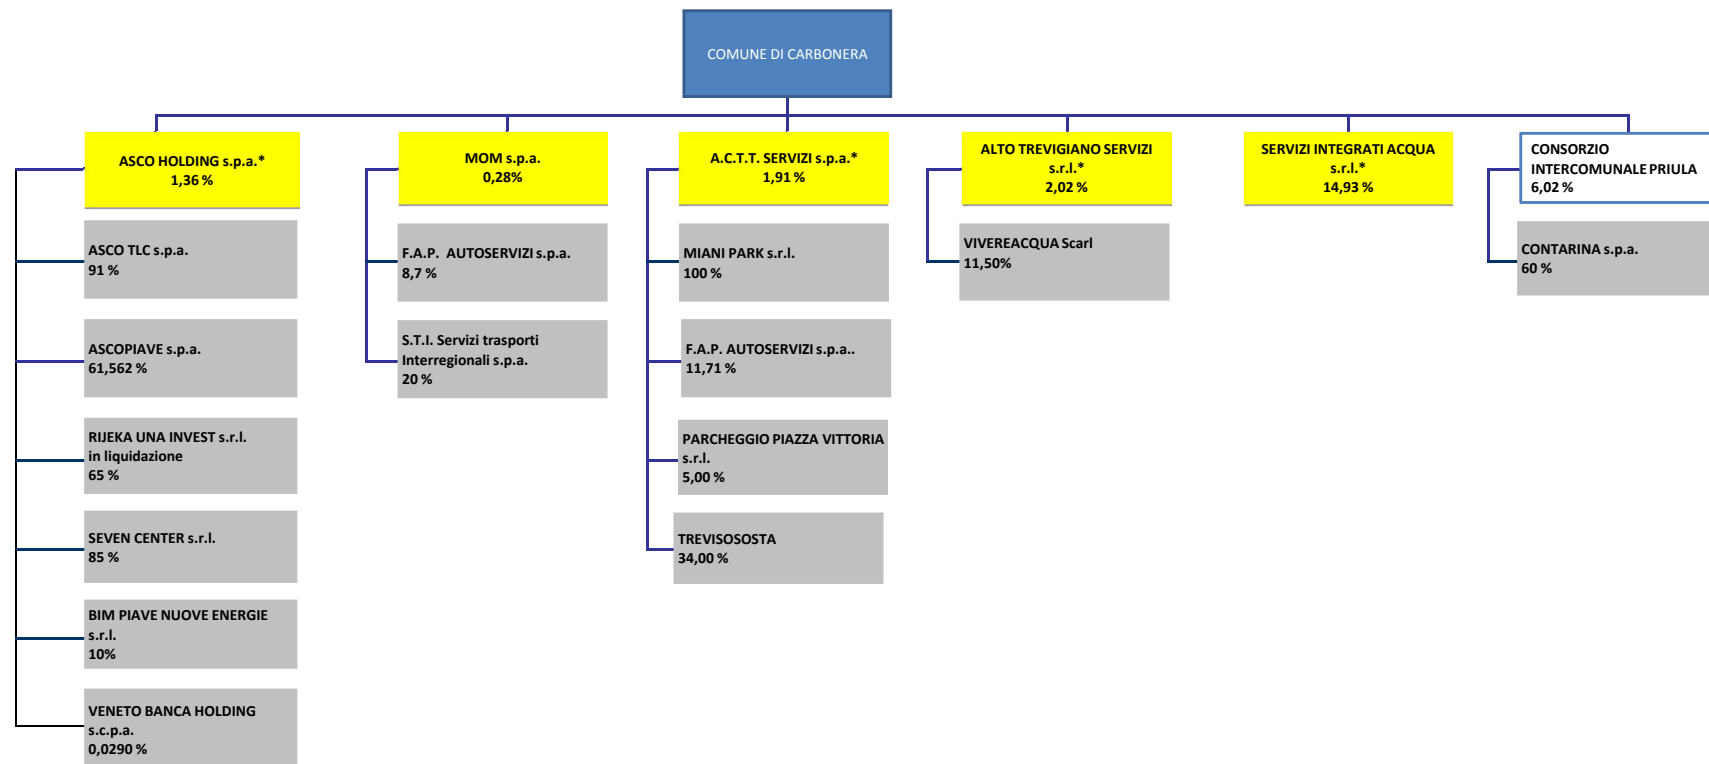 COMUNE DI CARBONERA
ASCO HOLDING s.p.a.*
1,36 %
MOM s.p.a.
0,28%
A.C.T.T. SERVIZI s.p.a.*
1,91 %
ALTO TREVIGIANO SERVIZI
s.r.l.*
2,02 %
SERVIZI INTEGRATI ACQUA
s.r.l.*
14,93 %
CONSORZIO
INTERCOMUNALE PRIULA
6,02 %
ASCO TLC s.p.a.
91 %
F.A.P. AUTOSERVIZI s.p.a.
8,7 %
MIANI PARK s.r.l.
100 %
VIVEREACQUA Scarl
11,50%
CONTARINA s.p.a.
60 %
ASCOPIAVE s.p.a.
61,562 %
S.T.I. Servizi trasporti
Interregionali s.p.a.
20 %
F.A.P. AUTOSERVIZI s.p.a..
11,71 %
RIJEKA UNA INVEST s.r.l.
in liquidazione
65 %
PARCHEGGIO PIAZZA VITTORIA
s.r.l.
5,00 %
SEVEN CENTER s.r.l.
85 %
TREVISOSOSTA
34,00 %
BIM PIAVE NUOVE ENERGIE
s.r.l.
10%
VENETO BANCA HOLDING
s.c.p.a.
0,0290 %